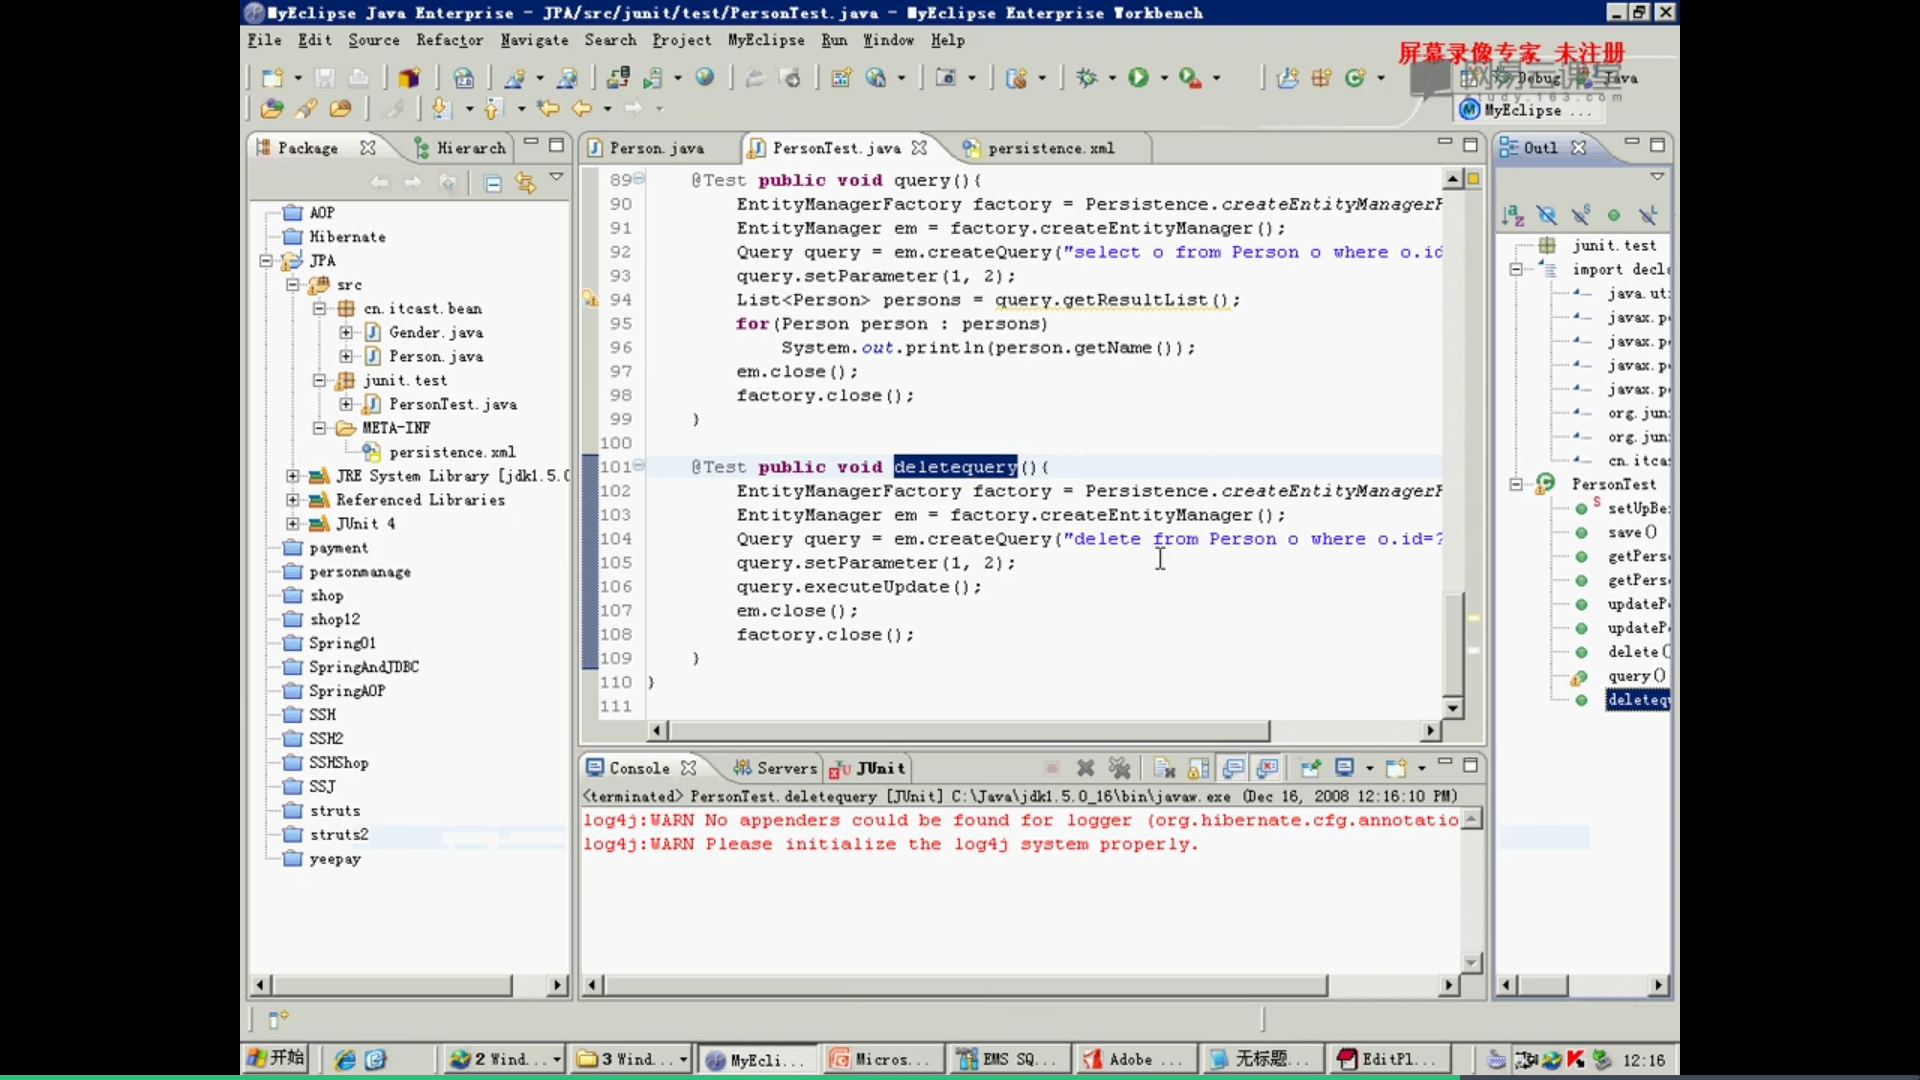 MyEclipse Java Enterprise - JPA/src/junit/test/PersonTest.java - MyEclipse Enterprise Workbench
File Edit Source Refactor Navigate Search Project MyEclipse Run Window Help
屏幕录像专家 未注册
Debug Java
study.163.com
MyEclipse ...
Package
Hierarch
AOP
Hibernate
JPA
src
cn.itcast.bean
Gender.java
Person.java
junit.test
PersonTest.java
META-INF
persistence.xml
JRE System Library [jdk1.5.0
Referenced Libraries
JUnit 4
payment
personmanage
shop
shop12
Spring01
SpringAndJDBC
SpringAOP
SSH
SSH2
SSHShop
SSJ
struts
struts2
yeepay
Person.java PersonTest.java persistence.xml
89 @Test public void query(){
90 EntityManagerFactory factory = Persistence.createEntityManagerF
91 EntityManager em = factory.createEntityManager();
92 Query query = em.createQuery("select o from Person o where o.id
93 query.setParameter(1, 2);
94 List<Person> persons = query.getResultList();
95 for(Person person : persons)
96 System.out.println(person.getName());
97 em.close();
98 factory.close();
99 }
100
101 @Test public void deletequery(){
102 EntityManagerFactory factory = Persistence.createEntityManagerF
103 EntityManager em = factory.createEntityManager();
104 Query query = em.createQuery("delete from Person o where o.id=?
105 query.setParameter(1, 2);
106 query.executeUpdate();
107 em.close();
108 factory.close();
109 }
110 }
111
Outl
junit.test
import decla
java.ut
javax.p
javax.p
javax.p
javax.p
org.jun
org.jun
cn.itca
PersonTest
setUpBe
save()
getPers
getPers
updateP
updateP
delete(
query()
deleteq
Console Servers JUnit
<terminated> PersonTest.deletequery [JUnit] C:\Java\jdk1.5.0_16\bin\javaw.exe (Dec 16, 2008 12:16:10 PM)
log4j:WARN No appenders could be found for logger (org.hibernate.cfg.annotatio
log4j:WARN Please initialize the log4j system properly.
开始 2 Wind... 3 Wind... MyEcli... Micros... EMS SQ... Adobe ... 无标题... EditPl... 12:16